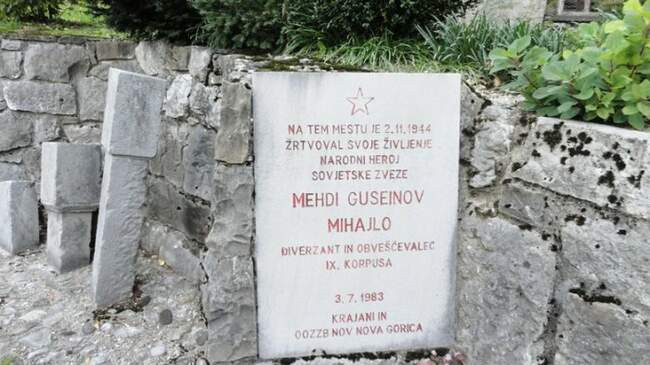 NA TEM MESTU JE 2.11.1944
ŽRTVOVAL SVOJE ŽIVLJENJE
NARODNI HEROJ
SOVJETSKE ZVEZE
MEHDI GUSEINOV
MIHAJLO
DIVERZANT IN OBVEŠČEVALEC
IX. KORPUSA
3.7.1983
KRAJANI IN
OOZZB NOV NOVA GORICA